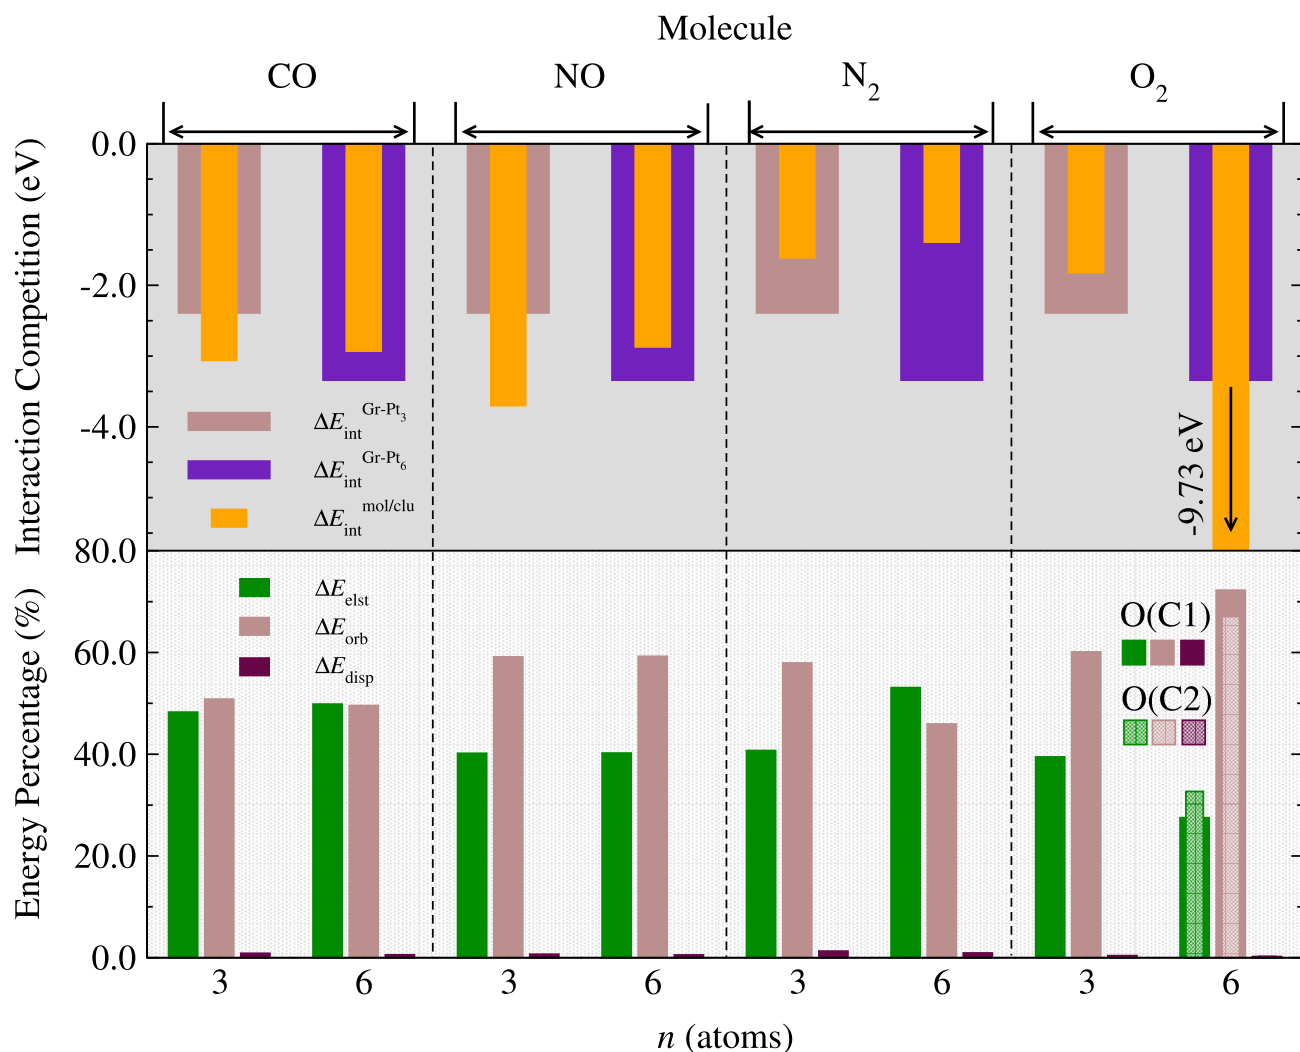 Molecule
CO NO N₂ O₂
Interaction Competition (eV)
0.0
-2.0
-4.0
ΔE_int^Gr-Pt₃
ΔE_int^Gr-Pt₆
ΔE_int^mol/clu
-9.73 eV
Energy Percentage (%)
80.0
60.0
40.0
20.0
0.0
ΔE_elst
ΔE_orb
ΔE_disp
O(C1)
O(C2)
3 6 3 6 3 6 3 6
n (atoms)